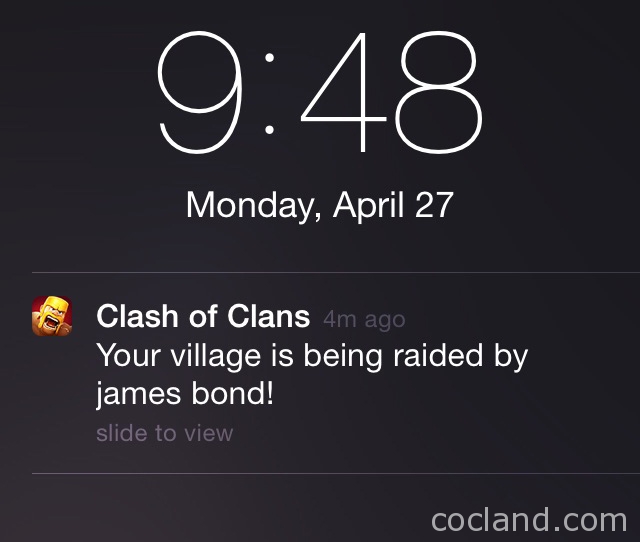 9:48
Monday, April 27
Clash of Clans 4m ago
Your village is being raided by
james bond!
slide to view
cocland.com